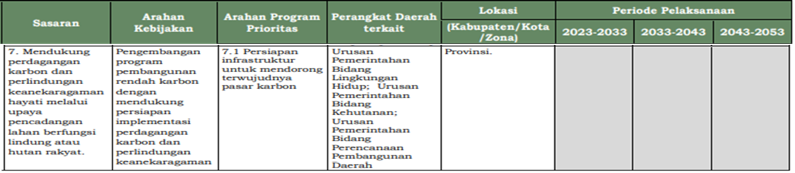 Sasaran
Arahan
Kebijakan
Arahan Program
Prioritas
Perangkat Daerah
terkait
Lokasi
(Kabupaten/Kota
/Zona)
Periode Pelaksanaan
2023-2033
2033-2043
2043-2053
7. Mendukung
perdagangan
karbon dan
perlindungan
keanekaragaman
hayati melalui
upaya
pencadangan
lahan berfungsi
lindung atau
hutan rakyat.
Pengembangan
program
pembangunan
rendah karbon
dengan
mendukung
persiapan
implementasi
perdagangan
karbon dan
perlindungan
keanekaragaman
7.1 Persiapan
infrastruktur
untuk mendorong
terwujudnya
pasar karbon
Urusan
Pemerintahan
Bidang
Lingkungan
Hidup; Urusan
Pemerintahan
Bidang
Kehutanan;
Urusan
Pemerintahan
Bidang
Perencanaan
Pembangunan
Daerah
Provinsi.